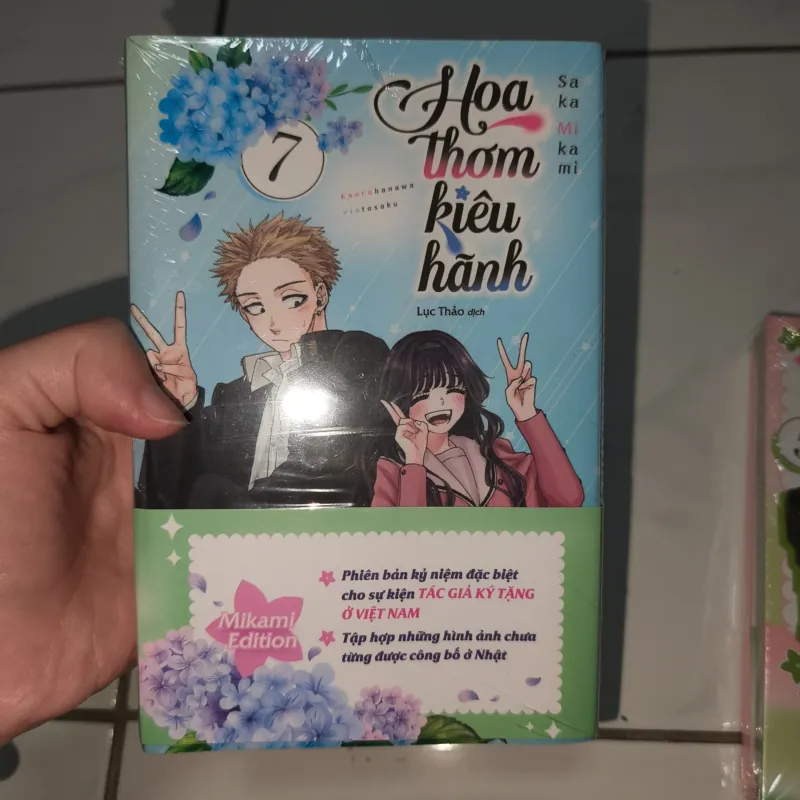 7
Hoa
thơm
kiêu
hãnh
Sa
ka
Mi
ka
mi
Kaoruhanawa
rintosaku
Lục Thảo dịch
Mikami
Edition
Phiên bản kỷ niệm đặc biệt
cho sự kiện TÁC GIẢ KÝ TẶNG
Ở VIỆT NAM
Tập hợp những hình ảnh chưa
từng được công bố ở Nhật